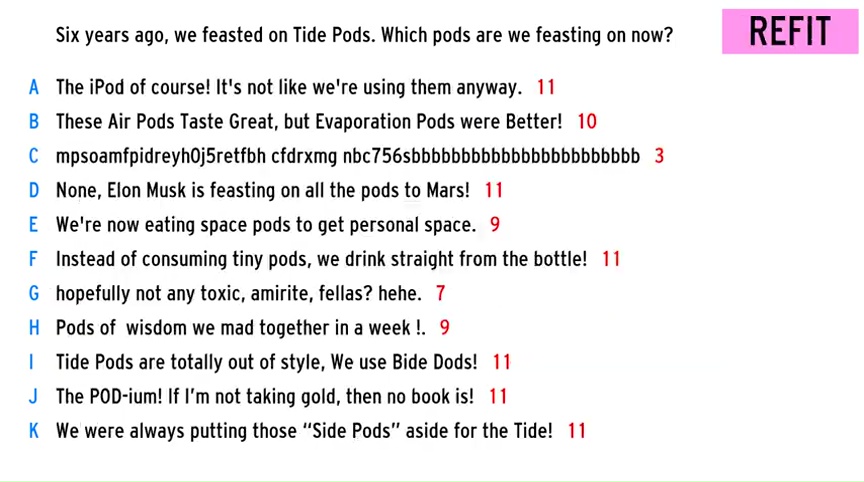 Six years ago, we feasted on Tide Pods. Which pods are we feasting on now?
REFIT
A The iPod of course! It's not like we're using them anyway. 11
B These Air Pods Taste Great, but Evaporation Pods were Better! 10
C mpsoamfpidreyh0j5retfbh cfdrxmg nbc756sbbbbbbbbbbbbbbbbbbbbbbb 3
D None, Elon Musk is feasting on all the pods to Mars! 11
E We're now eating space pods to get personal space. 9
F Instead of consuming tiny pods, we drink straight from the bottle! 11
G hopefully not any toxic, amirite, fellas? hehe. 7
H Pods of  wisdom we mad together in a week !. 9
I Tide Pods are totally out of style, We use Bide Dods! 11
J The POD-ium! If I'm not taking gold, then no book is! 11
K We were always putting those “Side Pods” aside for the Tide! 11